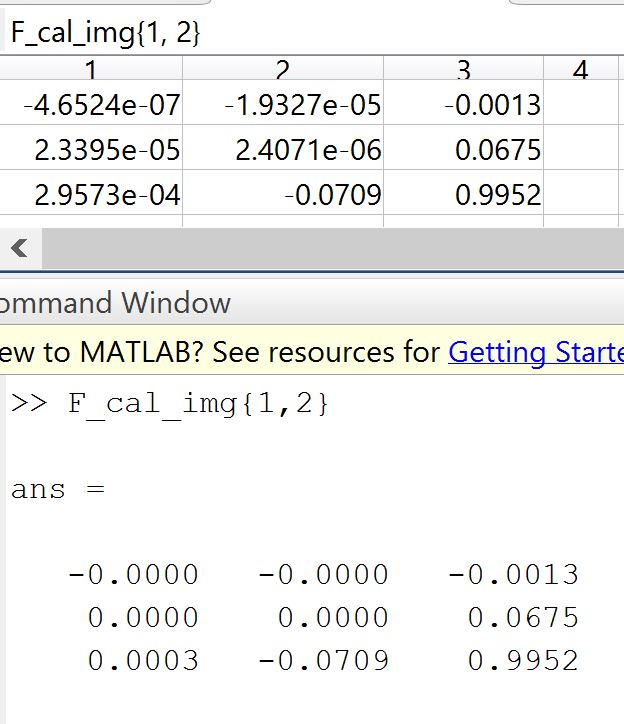 F_cal_img{1, 2}
1 2 3 4
-4.6524e-07 -1.9327e-05 -0.0013
2.3395e-05 2.4071e-06 0.0675
2.9573e-04 -0.0709 0.9952
ommand Window
ew to MATLAB? See resources for Getting Starte
>> F_cal_img{1,2}
ans =
-0.0000 -0.0000 -0.0013
0.0000 0.0000 0.0675
0.0003 -0.0709 0.9952